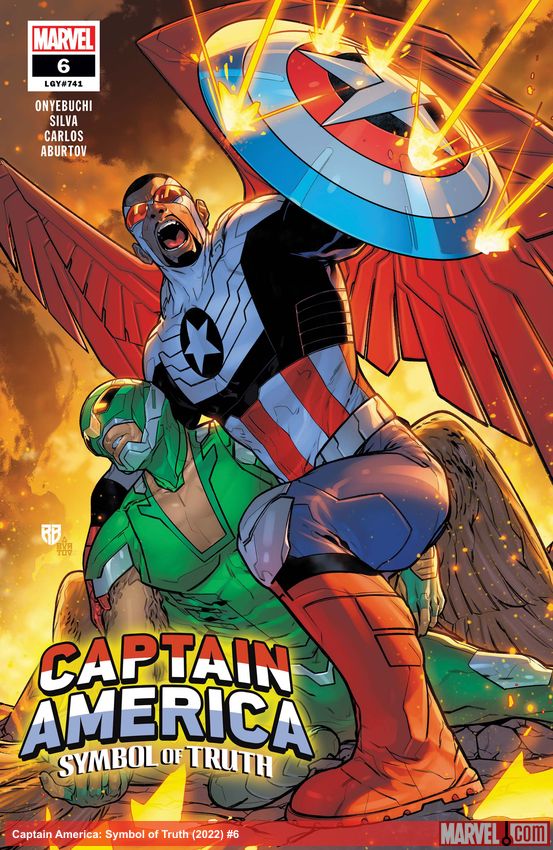 MARVEL
6
LGY#741
ONYEBUCHI
SILVA
CARLOS
ABURTOV
RB
CAPTAIN
AMERICA
SYMBOL OF TRUTH
Captain America: Symbol of Truth (2022) #6
MARVEL.com